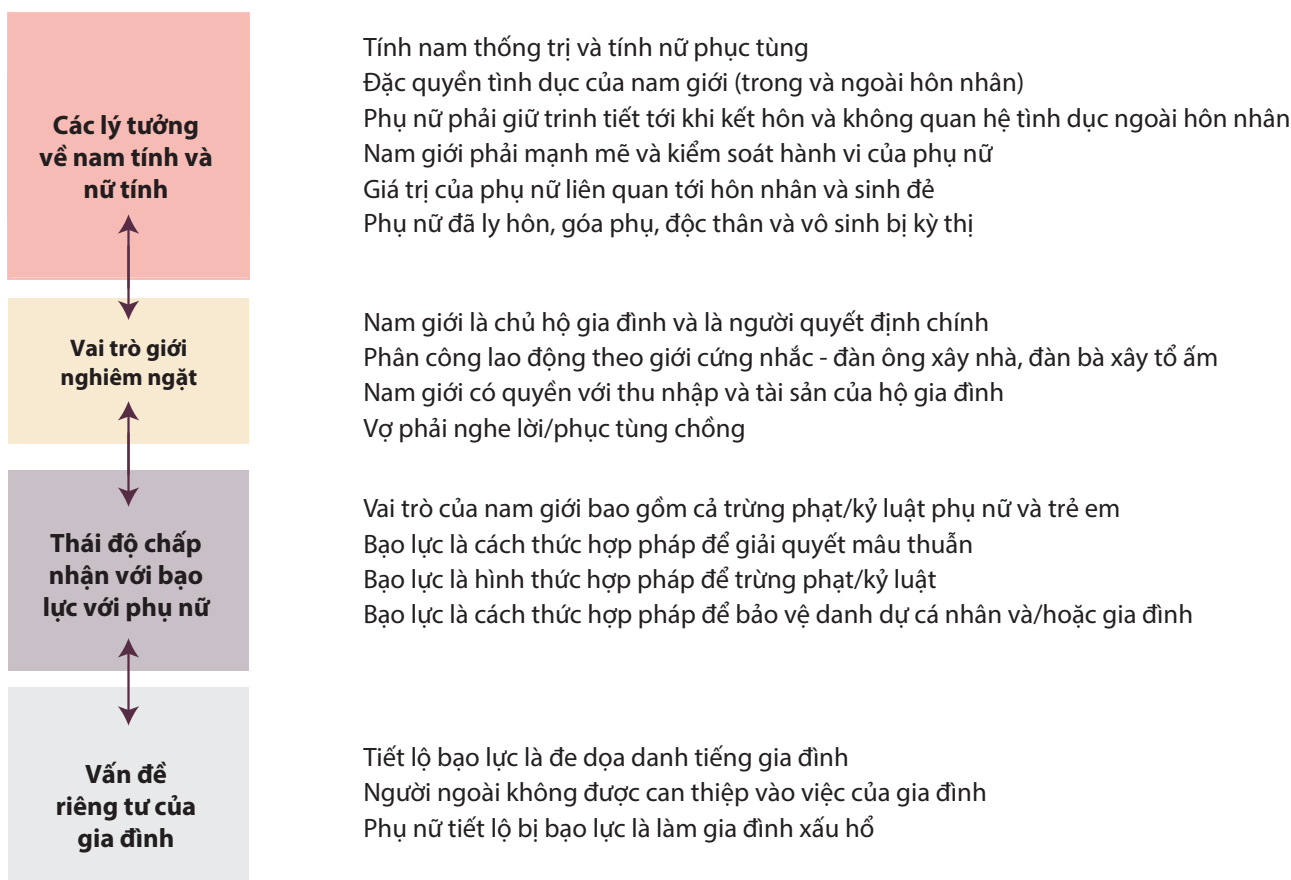 Các lý tưởng
về nam tính và
nữ tính
Tính nam thống trị và tính nữ phục tùng
Đặc quyền tình dục của nam giới (trong và ngoài hôn nhân)
Phụ nữ phải giữ trinh tiết tới khi kết hôn và không quan hệ tình dục ngoài hôn nhân
Nam giới phải mạnh mẽ và kiểm soát hành vi của phụ nữ
Giá trị của phụ nữ liên quan tới hôn nhân và sinh đẻ
Phụ nữ đã ly hôn, góa phụ, độc thân và vô sinh bị kỳ thị
Vai trò giới
nghiêm ngặt
Nam giới là chủ hộ gia đình và là người quyết định chính
Phân công lao động theo giới cứng nhắc - đàn ông xây nhà, đàn bà xây tổ ấm
Nam giới có quyền với thu nhập và tài sản của hộ gia đình
Vợ phải nghe lời/phục tùng chồng
Thái độ chấp
nhận với bạo
lực với phụ nữ
Vai trò của nam giới bao gồm cả trừng phạt/kỷ luật phụ nữ và trẻ em
Bạo lực là cách thức hợp pháp để giải quyết mâu thuẫn
Bạo lực là hình thức hợp pháp để trừng phạt/kỷ luật
Bạo lực là cách thức hợp pháp để bảo vệ danh dự cá nhân và/hoặc gia đình
Vấn đề
riêng tư của
gia đình
Tiết lộ bạo lực là đe dọa danh tiếng gia đình
Người ngoài không được can thiệp vào việc của gia đình
Phụ nữ tiết lộ bị bạo lực là làm gia đình xấu hổ